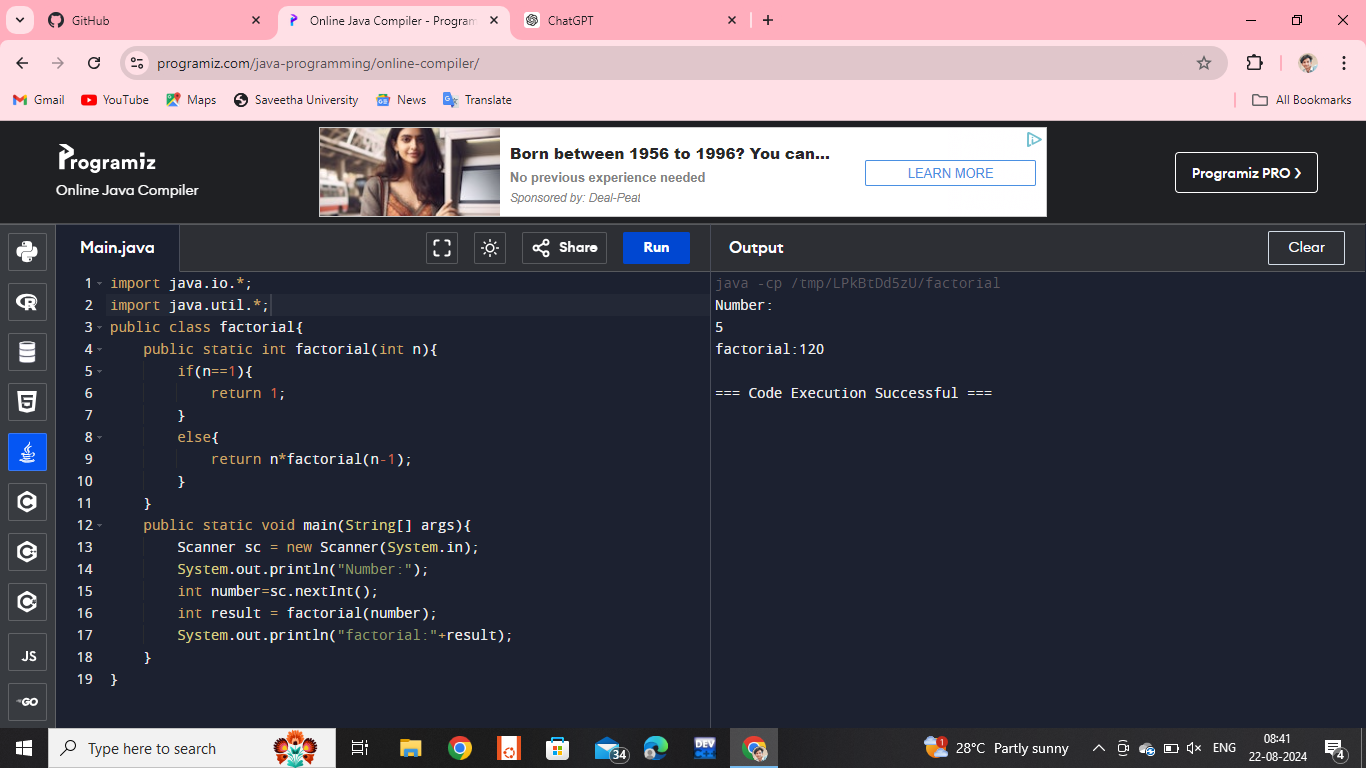 GitHub
Online Java Compiler - Program
ChatGPT
programiz.com/java-programming/online-compiler/
Gmail
YouTube
Maps
Saveetha University
News
Translate
All Bookmarks
Programiz
Online Java Compiler
Born between 1956 to 1996? You can...
No previous experience needed
Sponsored by: Deal-Peat
LEARN MORE
Programiz PRO
Main.java
Share
Run
Output
Clear
1 import java.io.*;
2 import java.util.*;
3 public class factorial{
4 public static int factorial(int n){
5 if(n==1){
6 return 1;
7 }
8 else{
9 return n*factorial(n-1);
10 }
11 }
12 public static void main(String[] args){
13 Scanner sc = new Scanner(System.in);
14 System.out.println("Number:");
15 int number=sc.nextInt();
16 int result = factorial(number);
17 System.out.println("factorial:"+result);
18 }
19 }
java -cp /tmp/LPkBtDd5zU/factorial
Number:
5
factorial:120
=== Code Execution Successful ===
R
5
C
C
C
JS
GO
Type here to search
34
DEV
1
28°C Partly sunny
ENG
08:41
22-08-2024
4